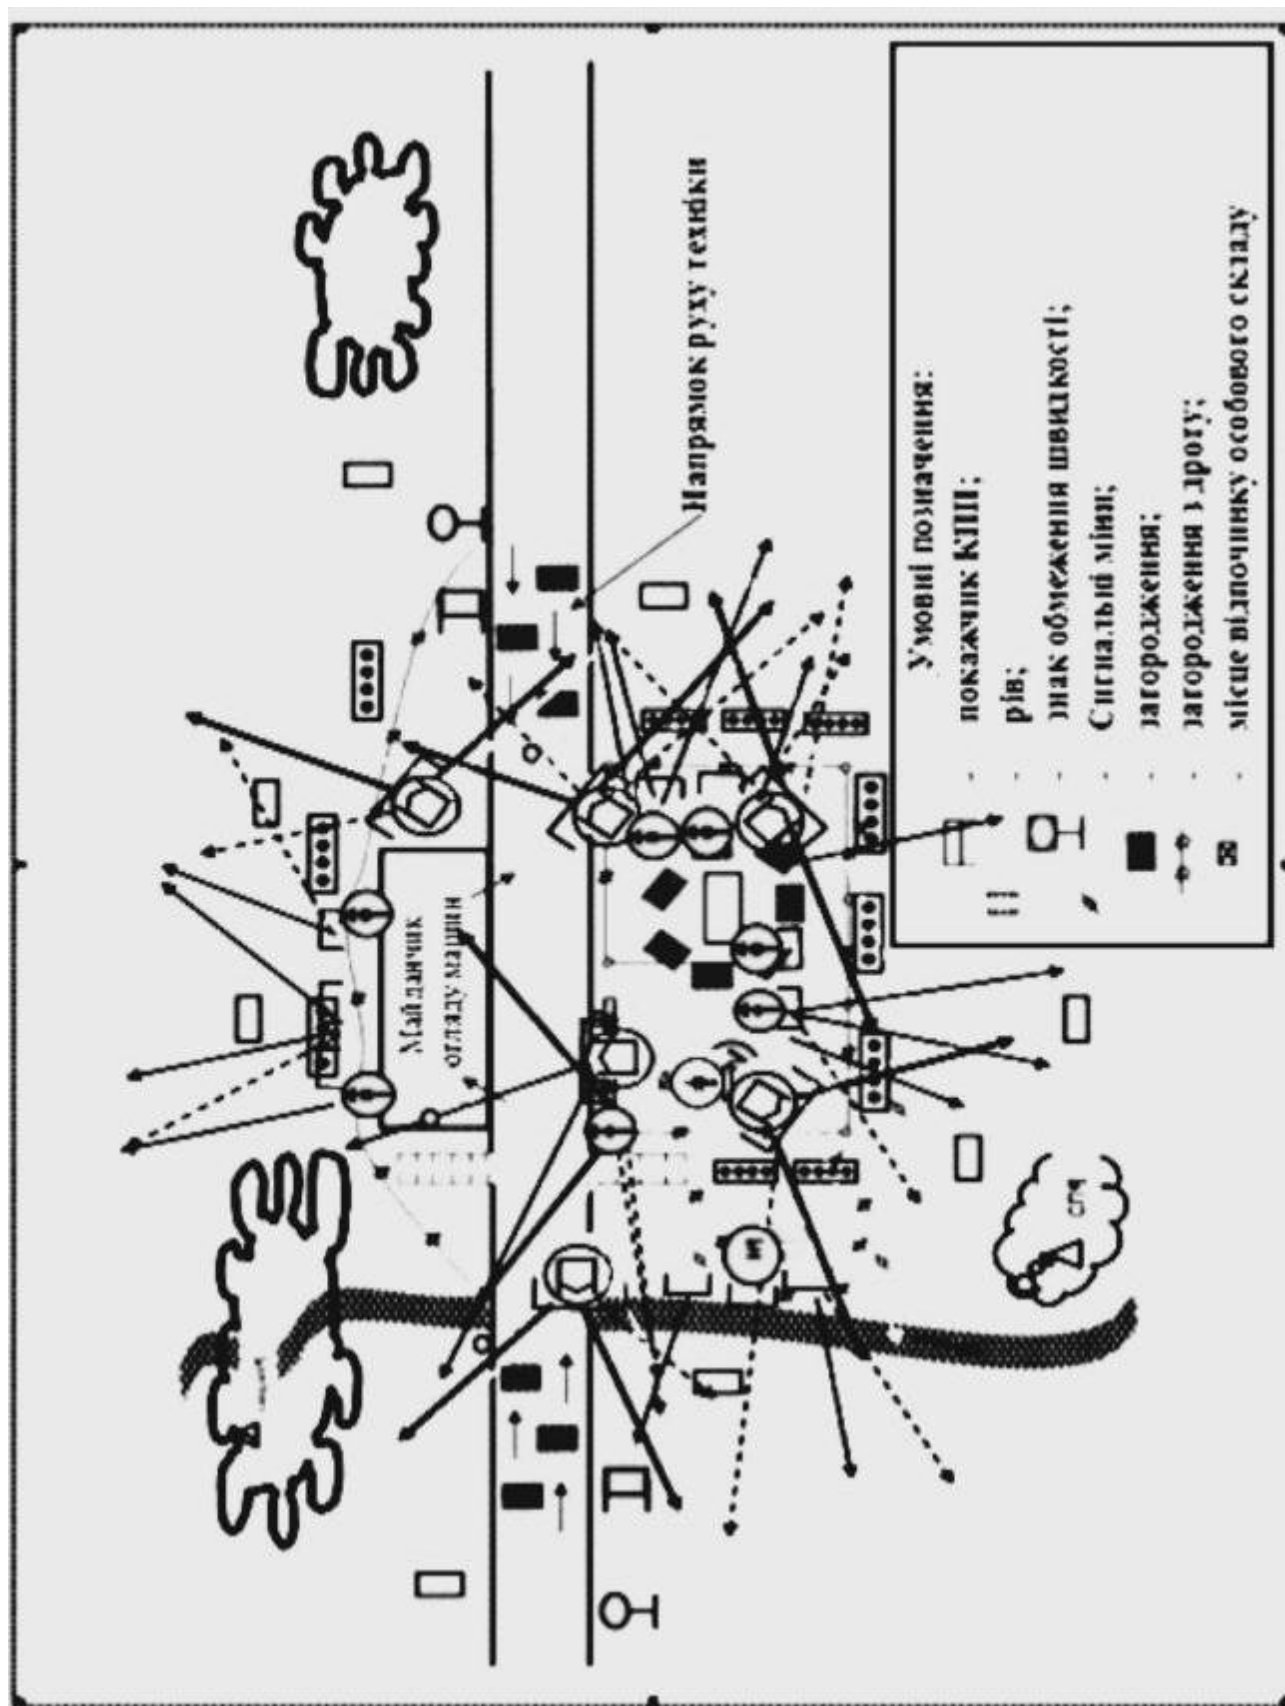 Майданчик
огляду машин
Напрямок руху техніки
Умовні позначення:
- покажчик КПП;
- рів;
- знак обмеження швидкості;
- Сигнальні міни;
- загородження;
- загородження з дроту;
- місце відпочинку особового складу